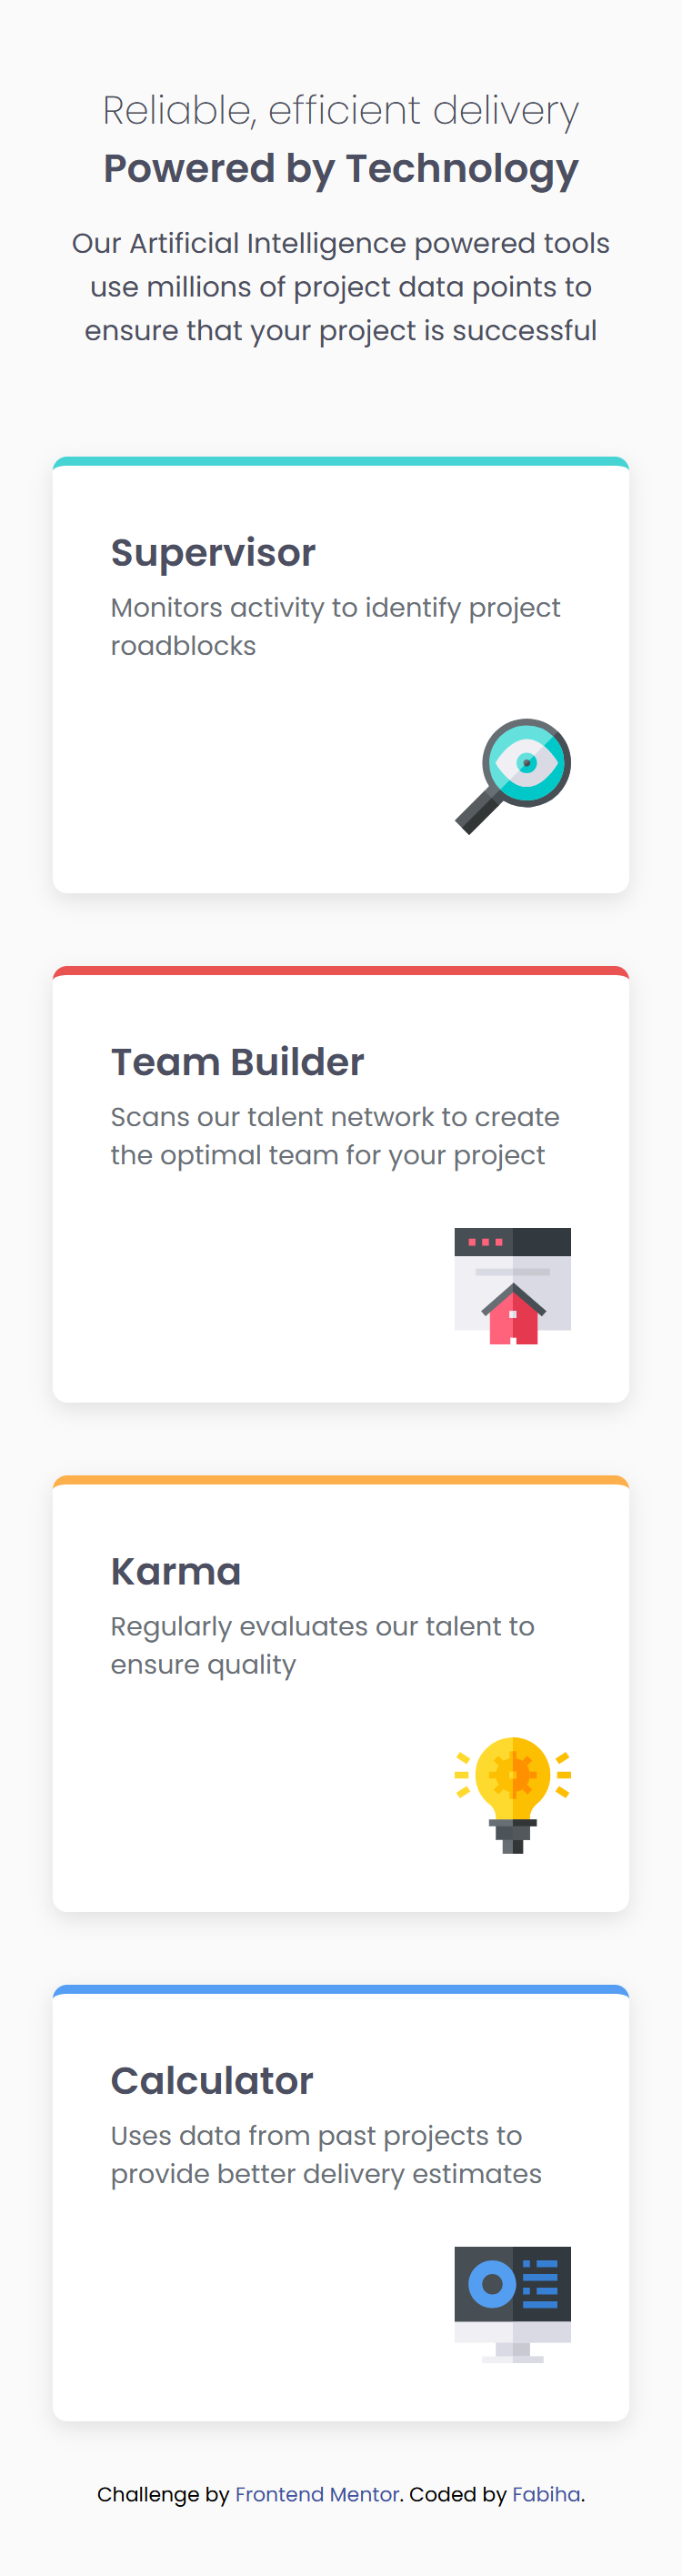 Reliable, efficient delivery
Powered by Technology
Our Artificial Intelligence powered tools
use millions of project data points to
ensure that your project is successful
Supervisor
Monitors activity to identify project
roadblocks
Team Builder
Scans our talent network to create
the optimal team for your project
Karma
Regularly evaluates our talent to
ensure quality
Calculator
Uses data from past projects to
provide better delivery estimates
Challenge by Frontend Mentor. Coded by Fabiha.